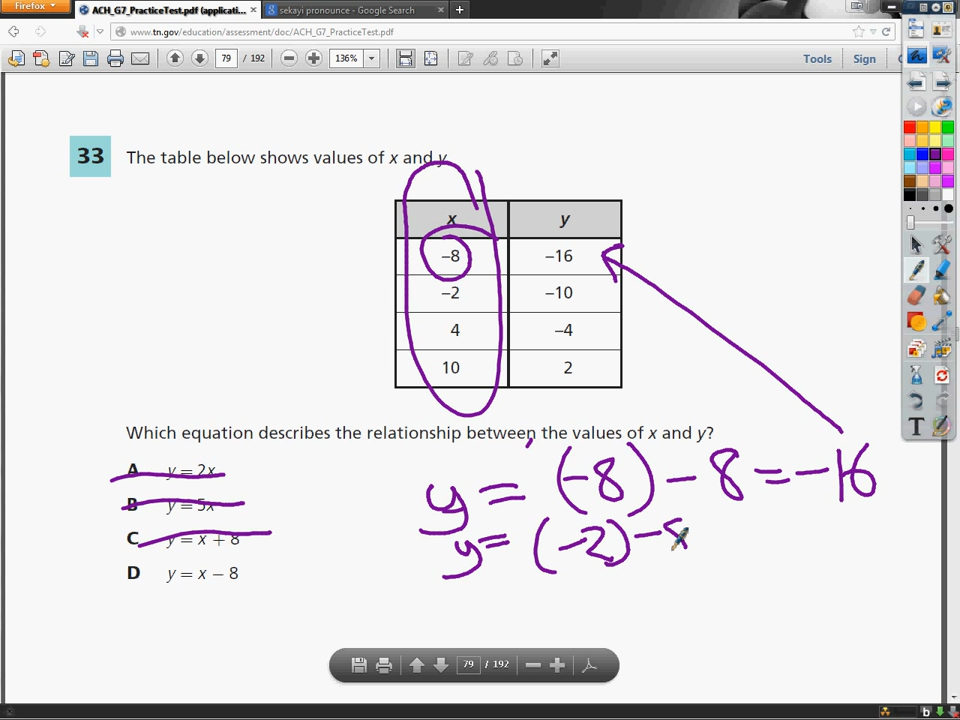 Firefox
ACH_G7_PracticeTest.pdf (applicati...
sekayi pronounce - Google Search
www.tn.gov/education/assessment/doc/ACH_G7_PracticeTest.pdf
79 / 192
136%
Tools
Sign
33 The table below shows values of x and y
x y
–8 –16
–2 –10
4 –4
10 2
Which equation describes the relationship between the values of x and y?
A y = 2x
B y = 5x
C y = x + 8
D y = x – 8
y = (-8) - 8 = -16
y = (-2) - 8
79 / 192
T